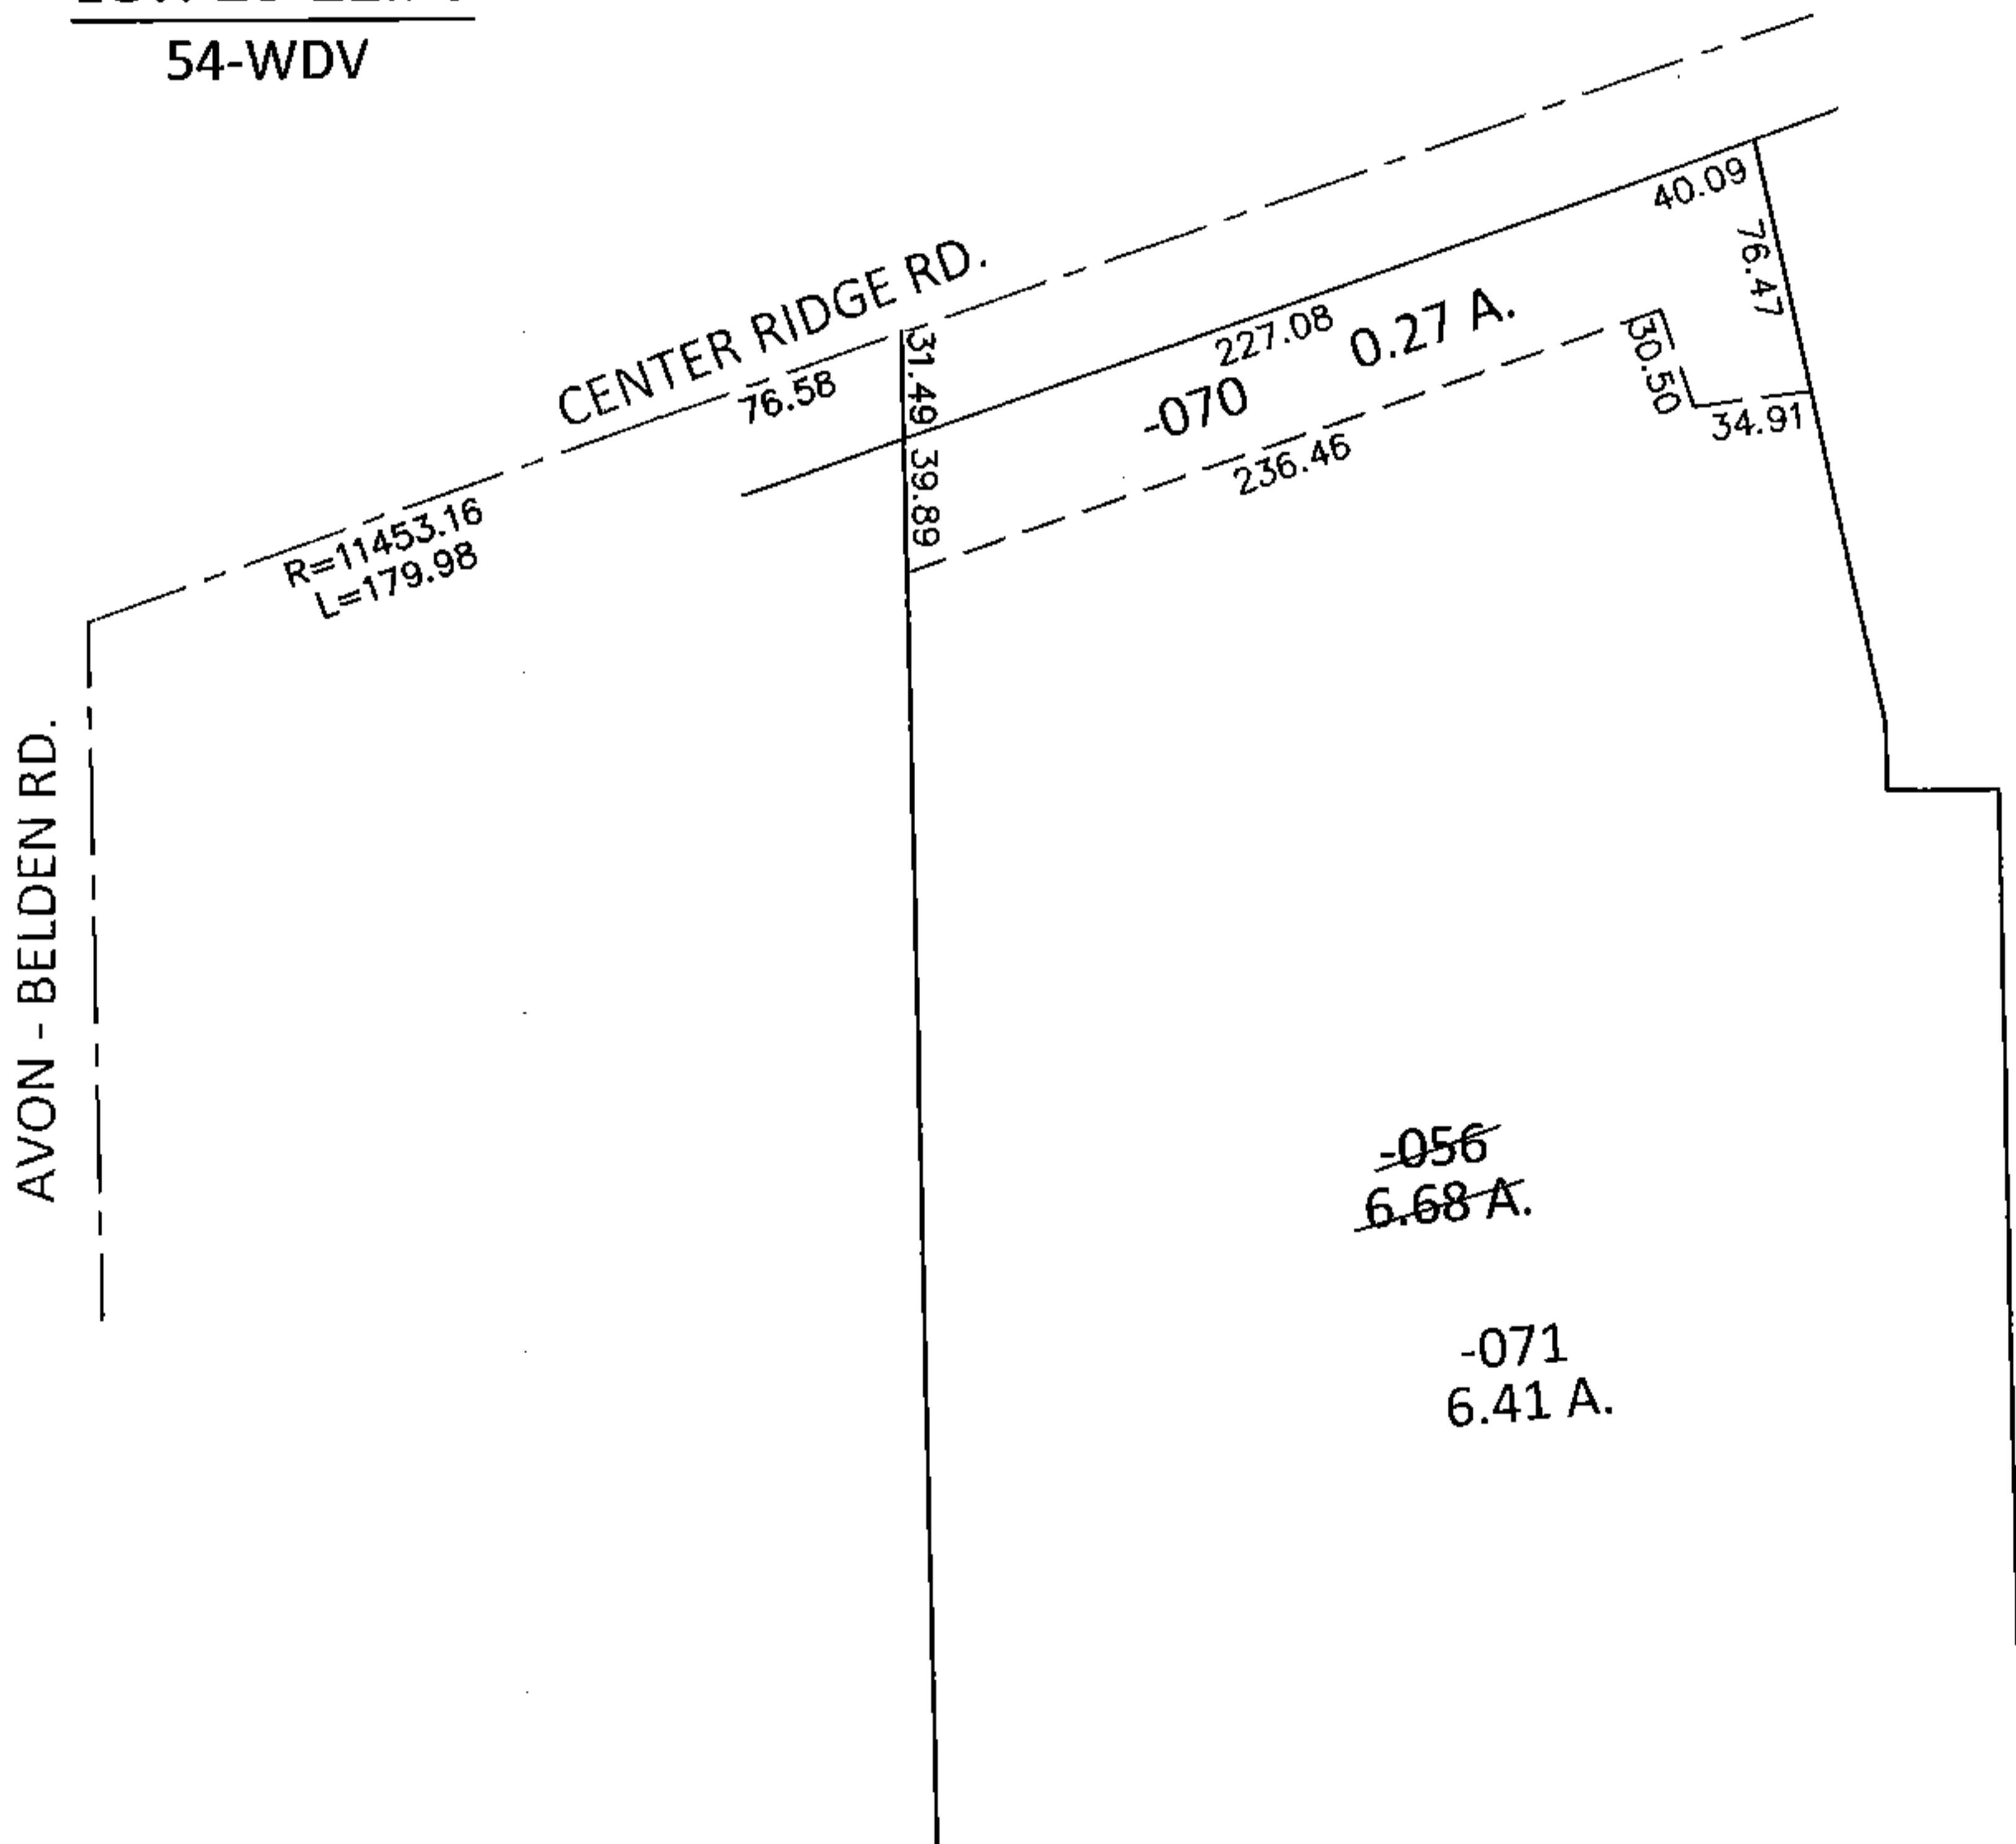 54-WDV
CENTER RIDGE RD.
40.09
76.47
227.08
0.27 A.
-070
30.50
34.91
31.49
76.58
39.89
236.46
R=11453.16
L=179.98
AVON - BELDEN RD.
-056
6.68 A.
-071
6.41 A.